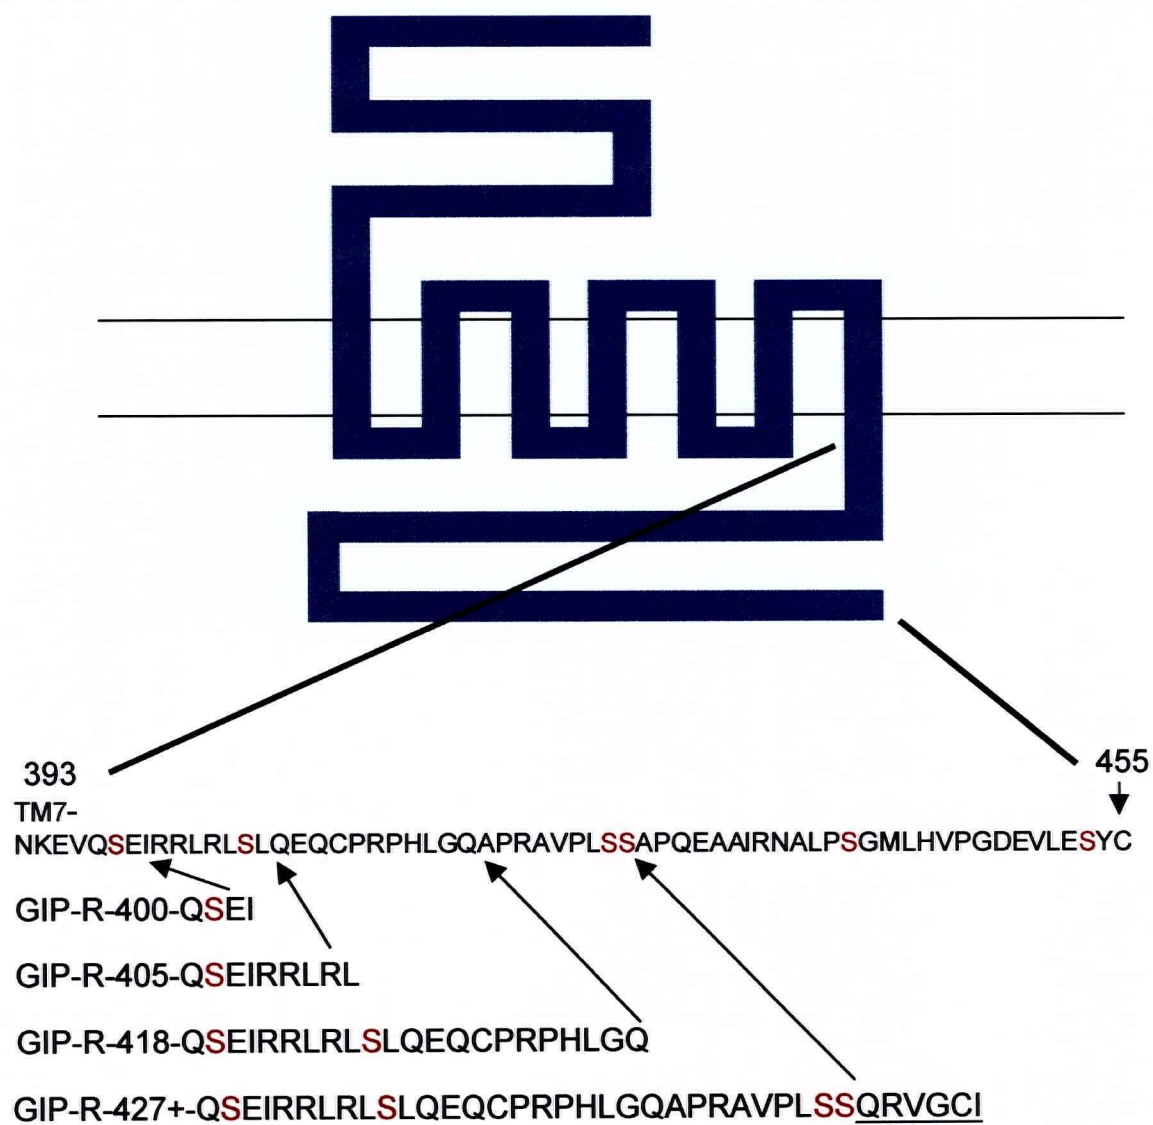 393
455
TM7-
NKEVQSEIRRLRLSLQEQCPRPHLGQAPRAVPLSSAPQEAAIRNALPSGMLHVPGDEVLESYC
GIP-R-400-QSEI
GIP-R-405-QSEIRRLRL
GIP-R-418-QSEIRRLRLSLQEQCPRPHLGQ
GIP-R-427+-QSEIRRLRLSLQEQCPRPHLGQAPRAVPLSSQRVGCI